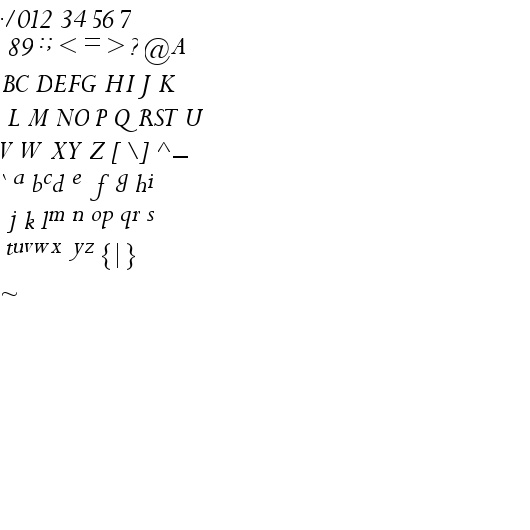 ./ 012 34 56 7
89 : ; < = > ? @ A
BC DEFG HI J K
L M NO P Q RST U
V W XY Z [ \ ] ^ _
` a bcd e f g hi
j k lm n op qr s
tuvwx yz { | }
~